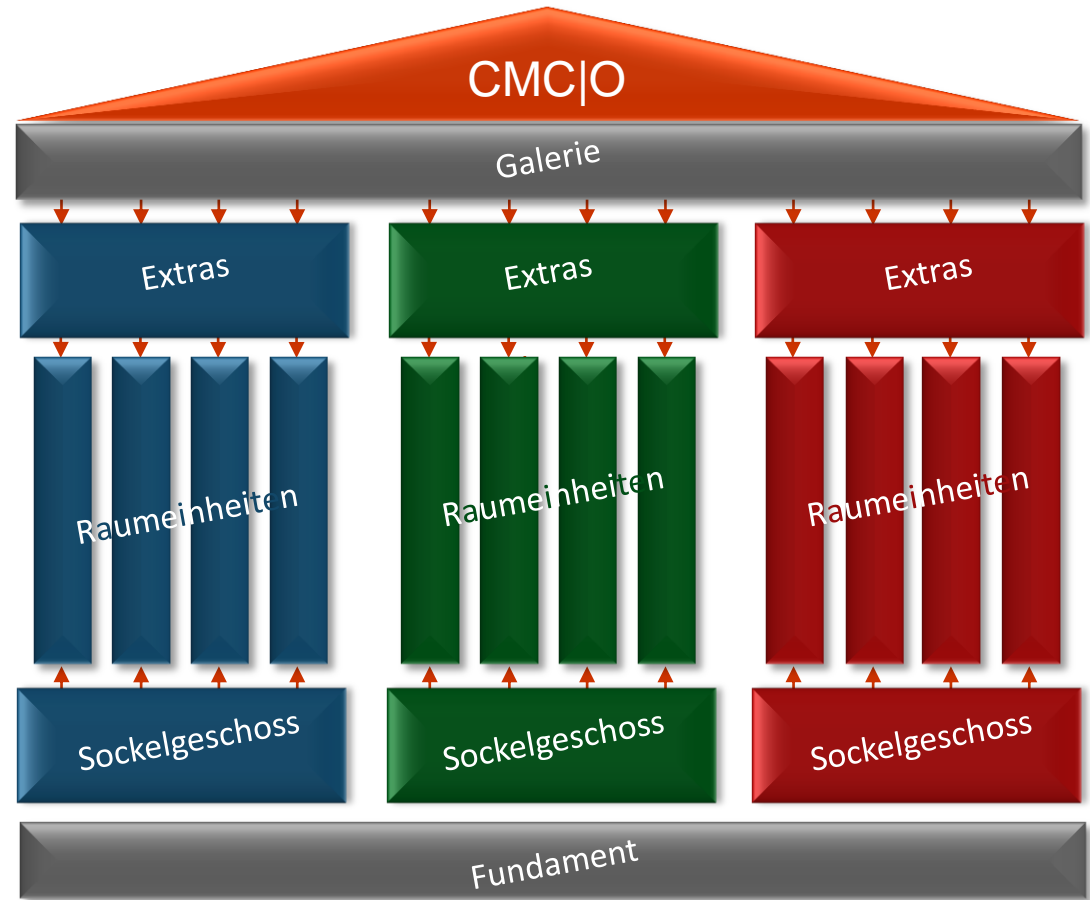 CMC|O
Galerie
Extras
Extras
Extras
Raumeinheiten
Raumeinheiten
Raumeinheiten
Sockelgeschoss
Sockelgeschoss
Sockelgeschoss
Fundament